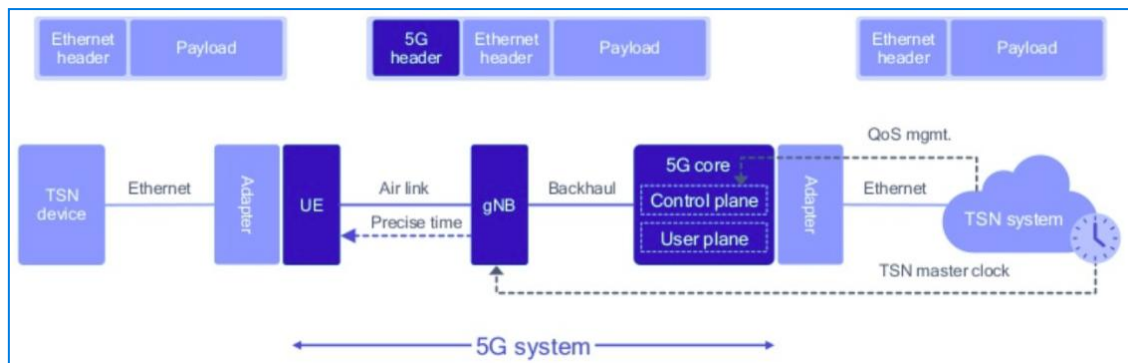 Ethernet
header
Payload
5G
header
Ethernet
header
Payload
Ethernet
header
Payload
QoS mgmt.
TSN
device
Ethernet
Adapter
UE
Air link
Precise time
gNB
Backhaul
5G core
Control plane
User plane
Adapter
Ethernet
TSN system
TSN master clock
5G system